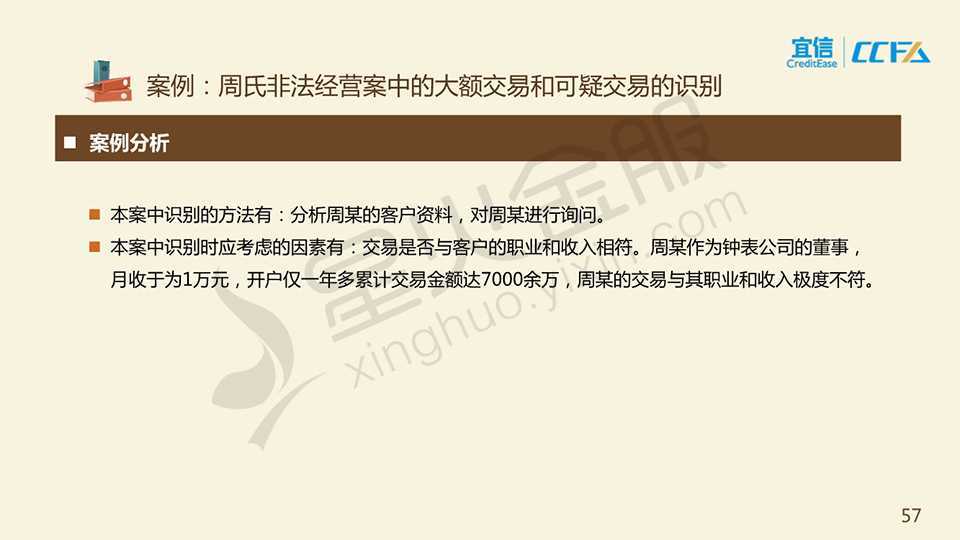 宜信
CreditEase
CCFA
案例：周氏非法经营案中的大额交易和可疑交易的识别
案例分析
本案中识别的方法有：分析周某的客户资料，对周某进行询问。
本案中识别时应考虑的因素有：交易是否与客户的职业和收入相符。周某作为钟表公司的董事，
月收于为1万元，开户仅一年多累计交易金额达7000余万，周某的交易与其职业和收入极度不符。
星火金服
xinghuo.yixin.com
57